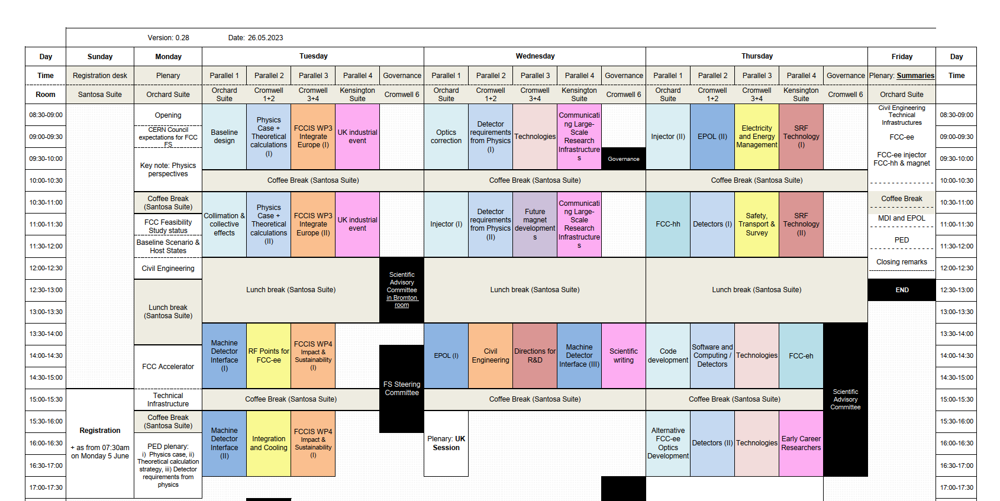 Version: 0.28 Date: 26.05.2023
Day Sunday Monday Tuesday Wednesday Thursday Friday Day
Time Registration desk Plenary Parallel 1 Parallel 2 Parallel 3 Parallel 4 Governance Parallel 1 Parallel 2 Parallel 3 Parallel 4 Governance Parallel 1 Parallel 2 Parallel 3 Parallel 4 Governance Plenary: Summaries Time
Room Santosa Suite Orchard Suite Orchard Suite Cromwell 1+2 Cromwell 3+4 Kensington Suite Cromwell 6 Orchard Suite Cromwell 1+2 Cromwell 3+4 Kensington Suite Cromwell 6 Orchard Suite Cromwell 1+2 Cromwell 3+4 Kensington Suite Cromwell 6 Orchard Suite
08:30-09:00
09:00-09:30
09:30-10:00
10:00-10:30
10:30-11:00
11:00-11:30
11:30-12:00
12:00-12:30
12:30-13:00
13:00-13:30
13:30-14:00
14:00-14:30
14:30-15:00
15:00-15:30
15:30-16:00
16:00-16:30
16:30-17:00
17:00-17:30
Registration
+ as from 07:30am
on Monday 5 June
Opening
CERN Council
expectations for FCC
FS
Key note: Physics
perspectives
Coffee Break
(Santosa Suite)
FCC Feasibility
Study status
Baseline Scenario &
Host States
Civil Engineering
Lunch break
(Santosa Suite)
FCC Accelerator
Technical
Infrastructure
Coffee Break
(Santosa Suite)
PED plenary:
i) Physics case, ii)
Theoretical calculation
strategy, iii) Detector
requirements from
physics
Baseline
design
Physics
Case +
Theoretical
calculations
(I)
FCCIS WP3
Integrate
Europe (I)
UK industrial
event
Coffee Break (Santosa Suite)
Collimation &
collective
effects
Physics
Case +
Theoretical
calculations
(II)
FCCIS WP3
Integrate
Europe (II)
UK industrial
event
Lunch break (Santosa Suite)
Scientific
Advisory
Committee
in Bromton
room
Machine
Detector
Interface
(I)
RF Points for
FCC-ee
FCCIS WP4
Impact &
Sustainability
(I)
FS Steering
Committee
Coffee Break (Santosa Suite)
Machine
Detector
Interface
(II)
Integration
and Cooling
FCCIS WP4
Impact &
Sustainability
(I)
Optics
correction
Detector
requirements
from Physics
(I)
Technologies
Communicati
ng Large-
Scale
Research
Infrastructure
s
Governance
Coffee Break (Santosa Suite)
Injector (I)
Detector
requirements
from Physics
(II)
Future
magnet
development
s
Communicati
ng Large-
Scale
Research
Infrastructure
s
Lunch break (Santosa Suite)
EPOL (I)
Civil
Engineering
Directions for
R&D
Machine
Detector
Interface (III)
Scientific
writing
Coffee Break (Santosa Suite)
Plenary: UK
Session
Injector (II)
EPOL (II)
Electricity
and Energy
Management
SRF
Technology
(I)
Coffee Break (Santosa Suite)
FCC-hh
Detectors (I)
Safety,
Transport &
Survey
SRF
Technology
(II)
Lunch break (Santosa Suite)
Code
development
Software and
Computing /
Detectors
Technologies
FCC-eh
Scientific
Advisory
Committee
Coffee Break (Santosa Suite)
Alternative
FCC-ee
Optics
Development
Detectors (II)
Technologies
Early Career
Researchers
Civil Engineering
Technical
Infrastructures
FCC-ee
FCC-ee injector
FCC-hh & magnet
Coffee Break
MDI and EPOL
PED
Closing remarks
END
08:30-09:00
09:00-09:30
09:30-10:00
10:00-10:30
10:30-11:00
11:00-11:30
11:30-12:00
12:00-12:30
12:30-13:00
13:00-13:30
13:30-14:00
14:00-14:30
14:30-15:00
15:00-15:30
15:30-16:00
16:00-16:30
16:30-17:00
17:00-17:30